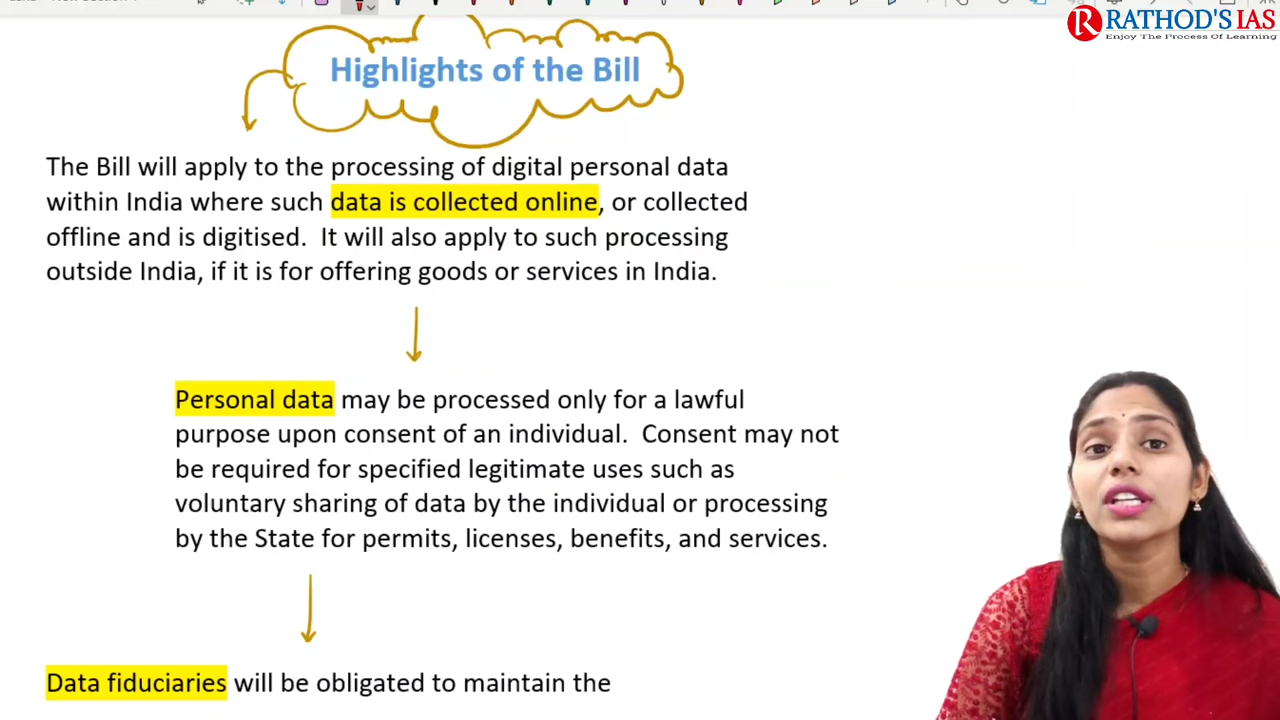 RATHOD'S IAS
Enjoy The Process Of Learning
Highlights of the Bill
The Bill will apply to the processing of digital personal data
within India where such data is collected online, or collected
offline and is digitised.  It will also apply to such processing
outside India, if it is for offering goods or services in India.
Personal data may be processed only for a lawful
purpose upon consent of an individual.  Consent may not
be required for specified legitimate uses such as
voluntary sharing of data by the individual or processing
by the State for permits, licenses, benefits, and services.
Data fiduciaries will be obligated to maintain the